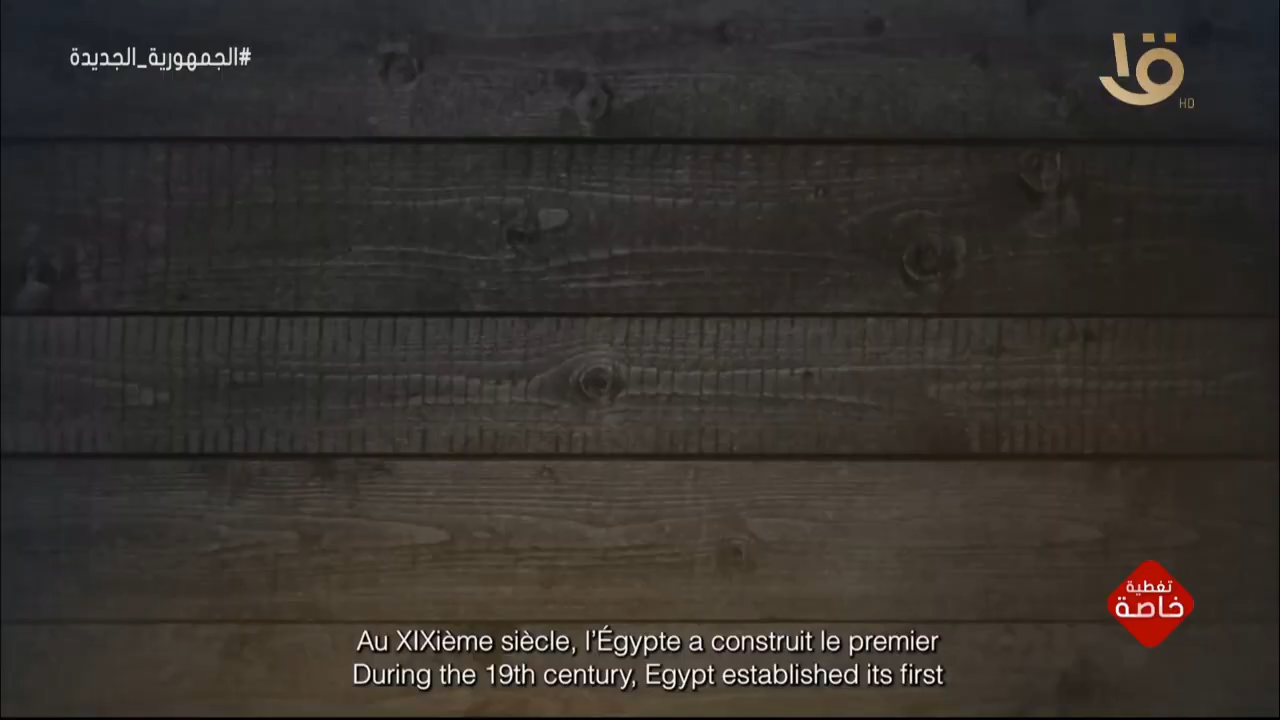 #الجمهورية_الجديدة
HD
تغطية
خاصة
Au XIXième siècle, l'Égypte a construit le premier
During the 19th century, Egypt established its first